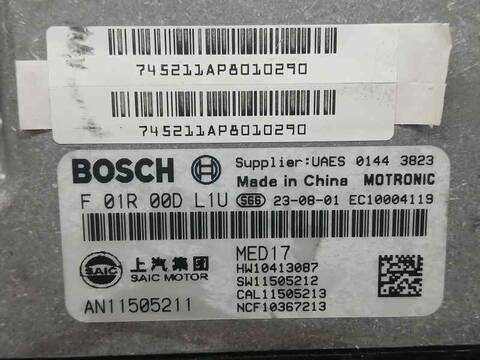 745211AP8010290
745211AP8010290
BOSCH Supplier:UAES 0144 3823
Made in China MOTRONIC
F 01R 00D L1U S66 23-08-01 EC10004119
SAIC 上汽集团
SAIC MOTOR
AN11505211
MED17
HW10413087
SW11505212
CAL11505213
NCF10367213